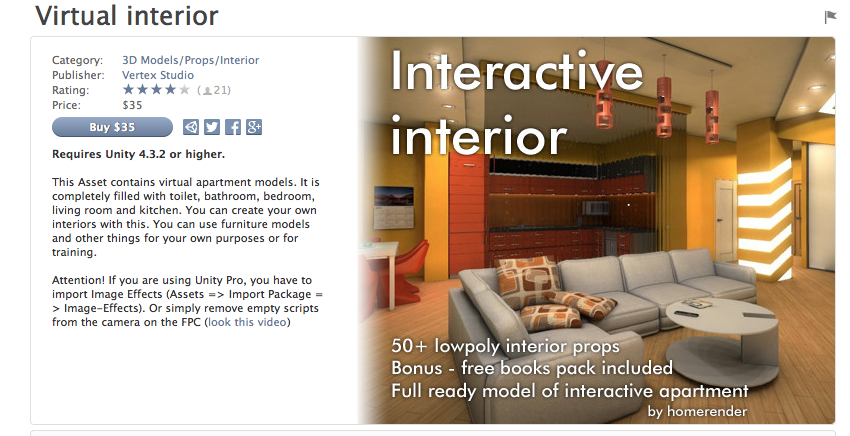 Virtual interior
Category: 3D Models/Props/Interior
Publisher: Vertex Studio
Rating: ★★★★★ (21)
Price: $35
Buy $35
Requires Unity 4.3.2 or higher.
This Asset contains virtual apartment models. It is
completely filled with toilet, bathroom, bedroom,
living room and kitchen. You can create your own
interiors with this. You can use furniture models
and other things for your own purposes or for
training.
Attention! If you are using Unity Pro, you have to
import Image Effects (Assets => Import Package =
> Image-Effects). Or simply remove empty scripts
from the camera on the FPC (look this video)
Interactive
interior
50+ lowpoly interior props
Bonus - free books pack included
Full ready model of interactive apartment
by homerender